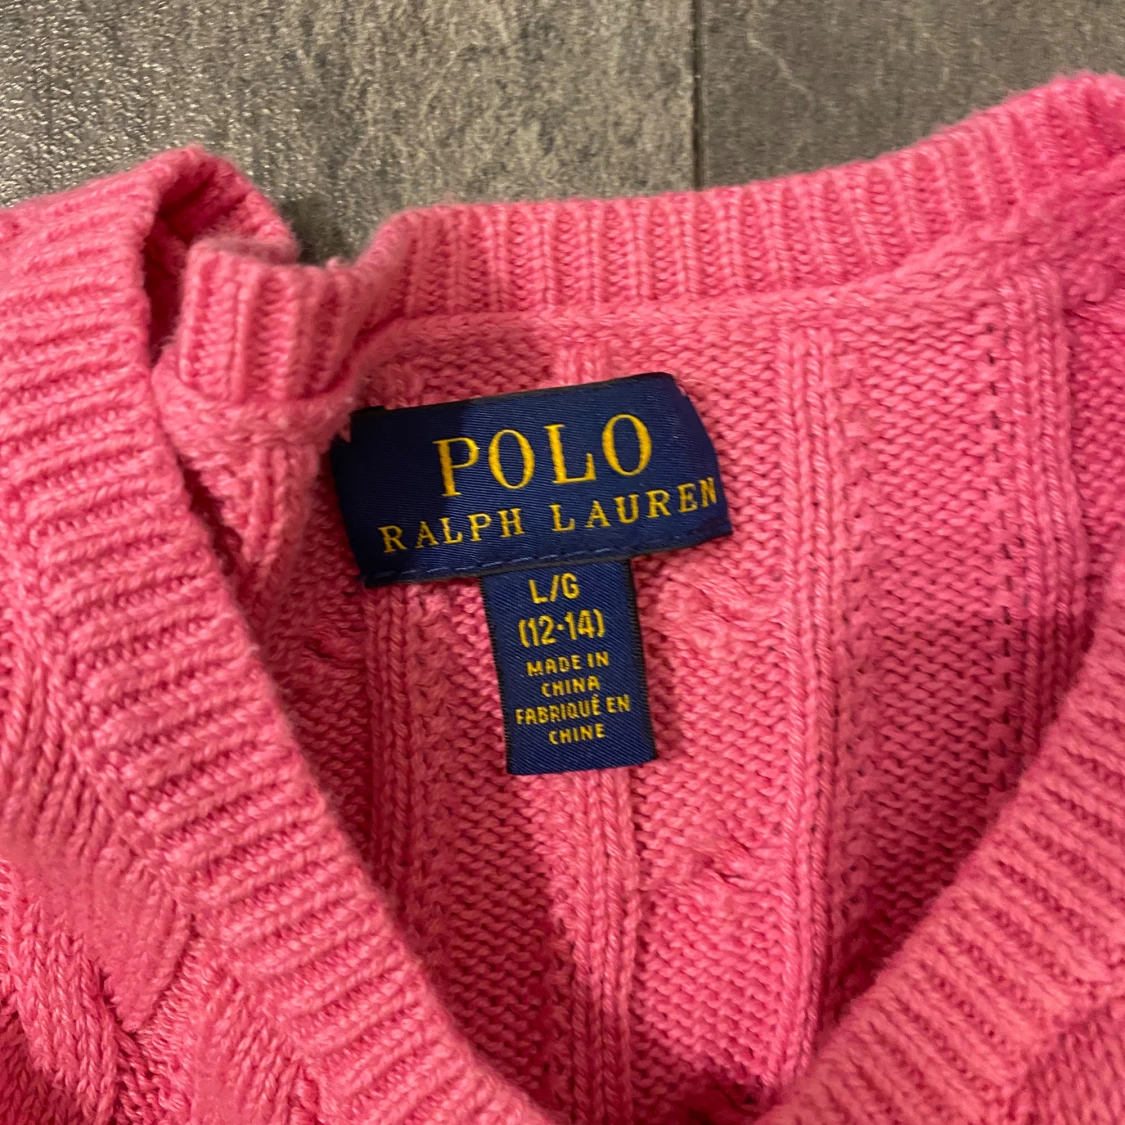 POLO
RALPH LAUREN
L/G
(12-14)
MADE IN
CHINA
FABRIQUÉ EN
CHINE